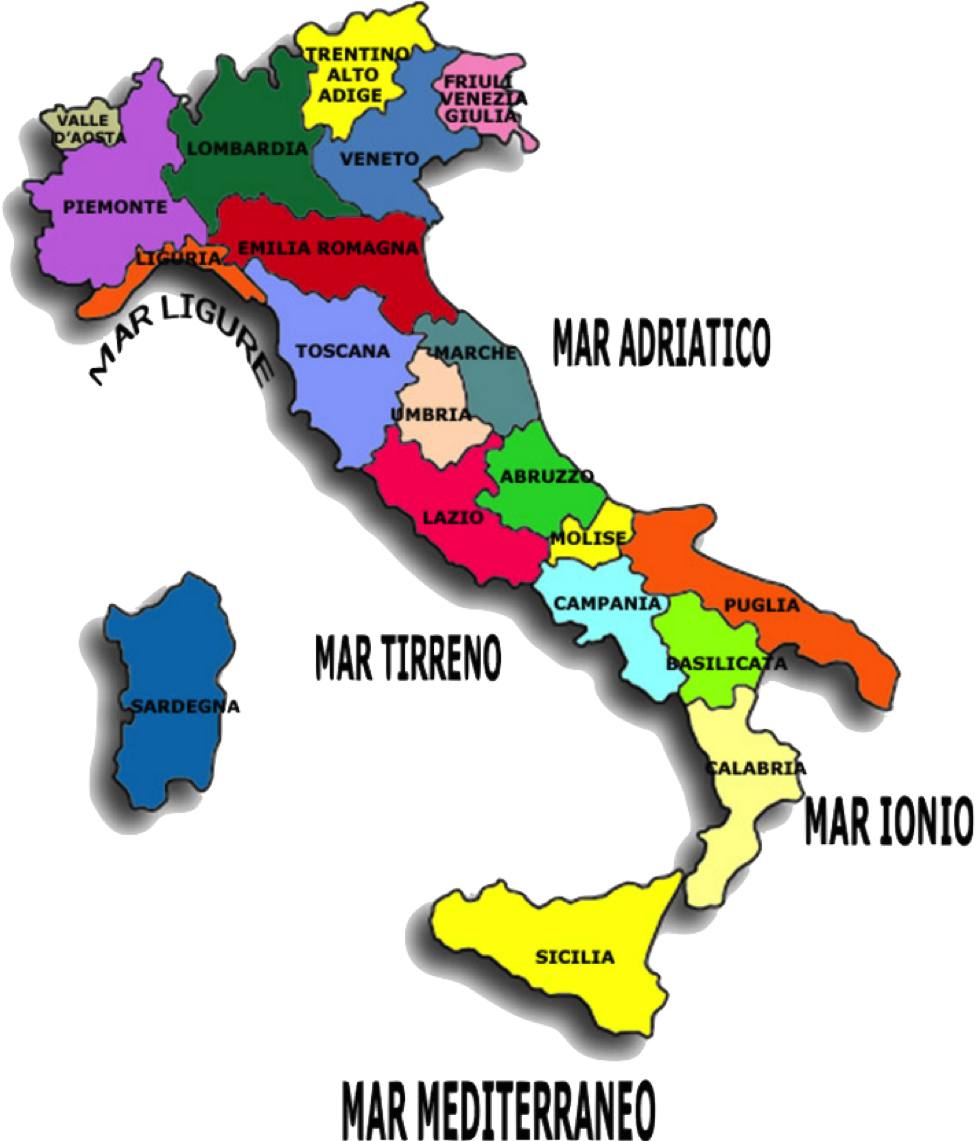 TRENTINO
ALTO
ADIGE
FRIULI
VENEZIA
GIULIA
VALLE
D'AOSTA
LOMBARDIA
VENETO
PIEMONTE
EMILIA ROMAGNA
LIGURIA
MAR LIGURE
TOSCANA
MARCHE
MAR ADRIATICO
UMBRIA
ABRUZZO
LAZIO
MOLISE
CAMPANIA
PUGLIA
MAR TIRRENO
BASILICATA
SARDEGNA
CALABRIA
MAR IONIO
SICILIA
MAR MEDITERRANEO